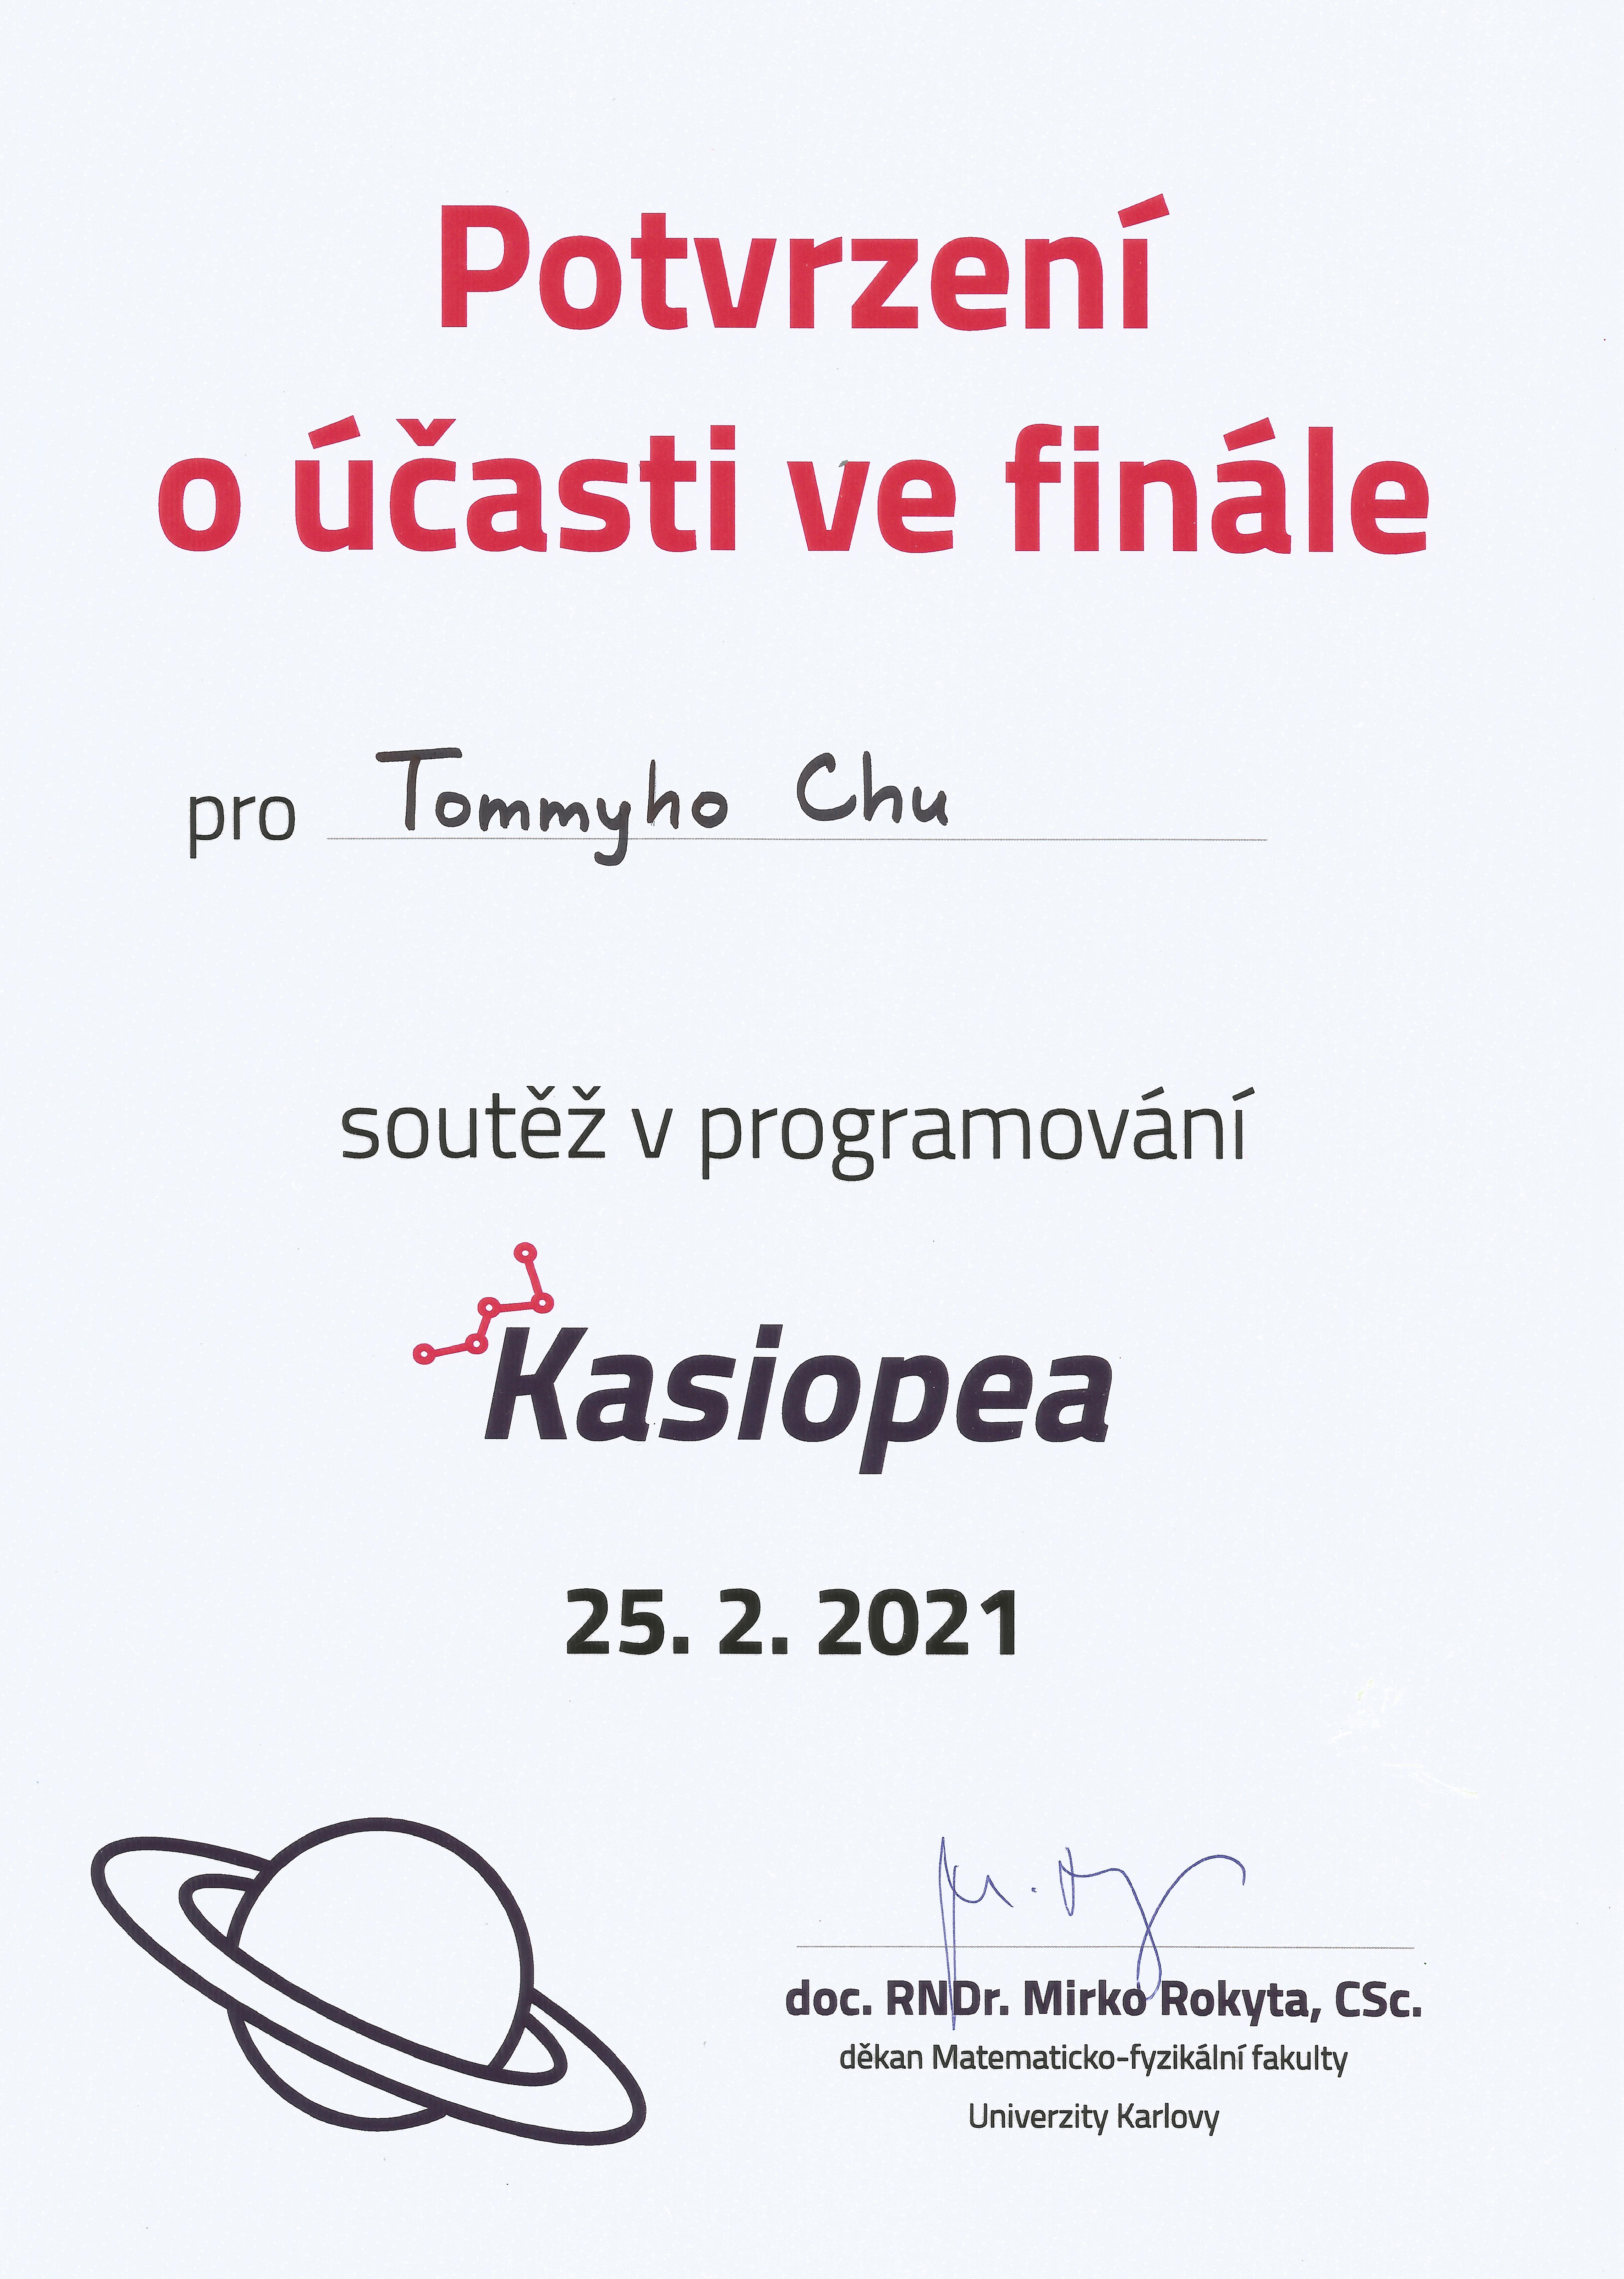 Potvrzení
o účasti ve finále
pro Tommyho Chu
soutěž v programování
Kasiopea
25. 2. 2021
doc. RNDr. Mirko Rokyta, CSc.
děkan Matematicko-fyzikální fakulty
Univerzity Karlovy